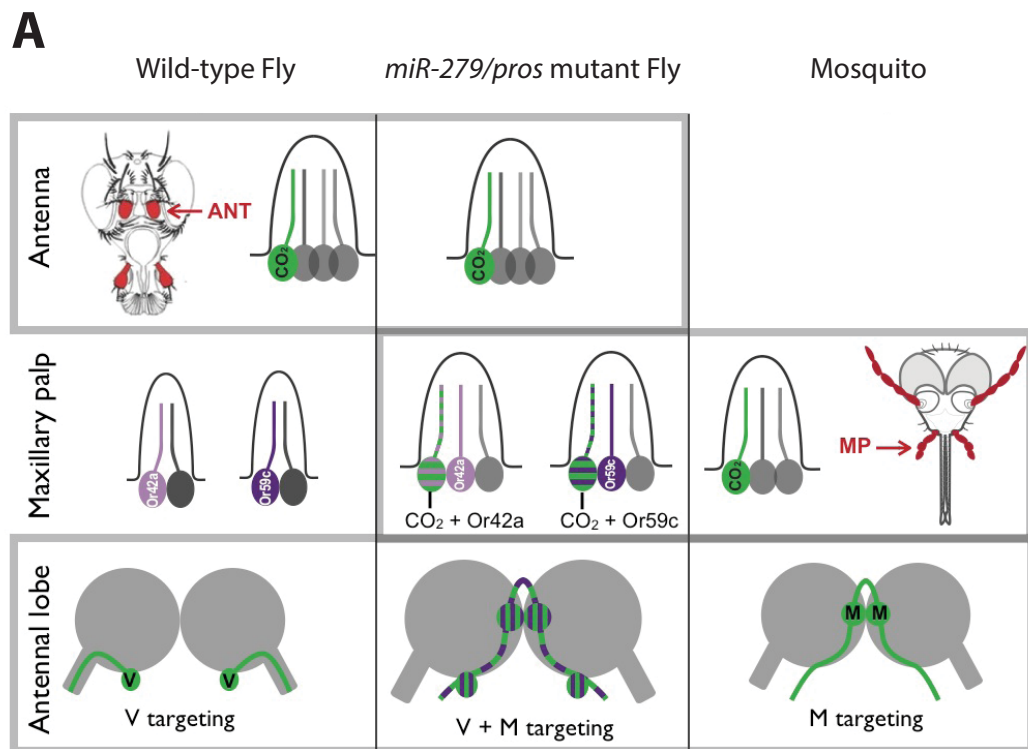 A
Wild-type Fly
miR-279/pros mutant Fly
Mosquito
Antenna
ANT
CO₂
CO₂
Maxillary palp
Or42a
Or59c
Or42a
Or59c
CO₂ + Or42a
CO₂ + Or59c
CO₂
MP
Antennal lobe
V
V
V targeting
V + M targeting
M
M
M targeting